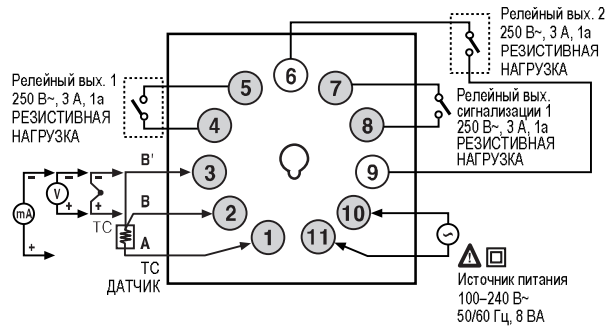 Релейный вых. 2
250 В~, 3 А, 1а
РЕЗИСТИВНАЯ
НАГРУЗКА
Релейный вых. 1
250 В~, 3 А, 1а
РЕЗИСТИВНАЯ
НАГРУЗКА
Релейный вых.
сигнализации 1
250 В~, 3 А, 1а
РЕЗИСТИВНАЯ
НАГРУЗКА
6
5
7
4
8
3
9
2
10
1
11
B'
B
A
mA
V
ТС
ТС
ДАТЧИК
Источник питания
100–240 В~
50/60 Гц, 8 ВА